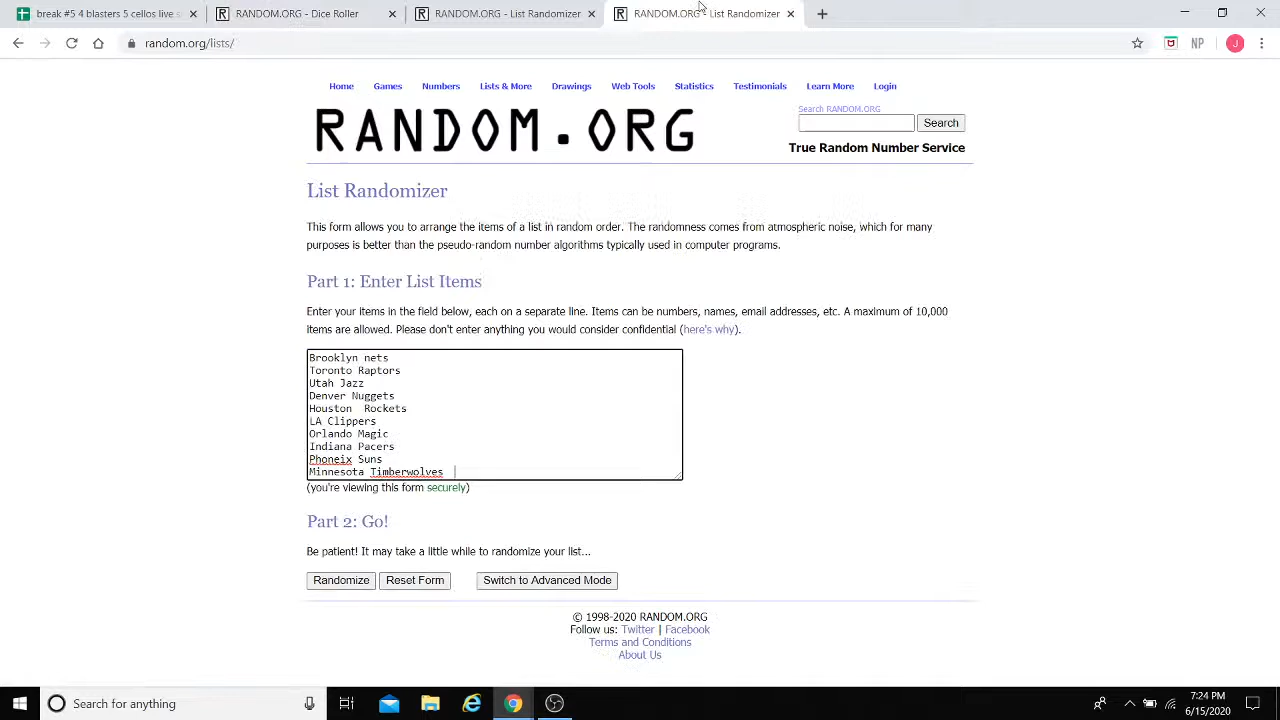 break #5 4 blasters 5 cellos live s
RANDOM.ORG - Dice Roller
RANDOM.ORG - List Randomizer
RANDOM.ORG - List Randomizer
random.org/lists/
NP
J
Home Games Numbers Lists & More Drawings Web Tools Statistics Testimonials Learn More Login
Search RANDOM.ORG
RANDOM.ORG
Search
True Random Number Service
List Randomizer
This form allows you to arrange the items of a list in random order. The randomness comes from atmospheric noise, which for many
purposes is better than the pseudo-random number algorithms typically used in computer programs.
Part 1: Enter List Items
Enter your items in the field below, each on a separate line. Items can be numbers, names, email addresses, etc. A maximum of 10,000
items are allowed. Please don't enter anything you would consider confidential (here's why).
Brooklyn nets
Toronto Raptors
Utah Jazz
Denver Nuggets
Houston  Rockets
LA Clippers
Orlando Magic
Indiana Pacers
Phoneix Suns
Minnesota Timberwolves
(you're viewing this form securely)
Part 2: Go!
Be patient! It may take a little while to randomize your list...
Randomize Reset Form Switch to Advanced Mode
© 1998-2020 RANDOM.ORG
Follow us: Twitter | Facebook
Terms and Conditions
About Us
Search for anything
7:24 PM
6/15/2020